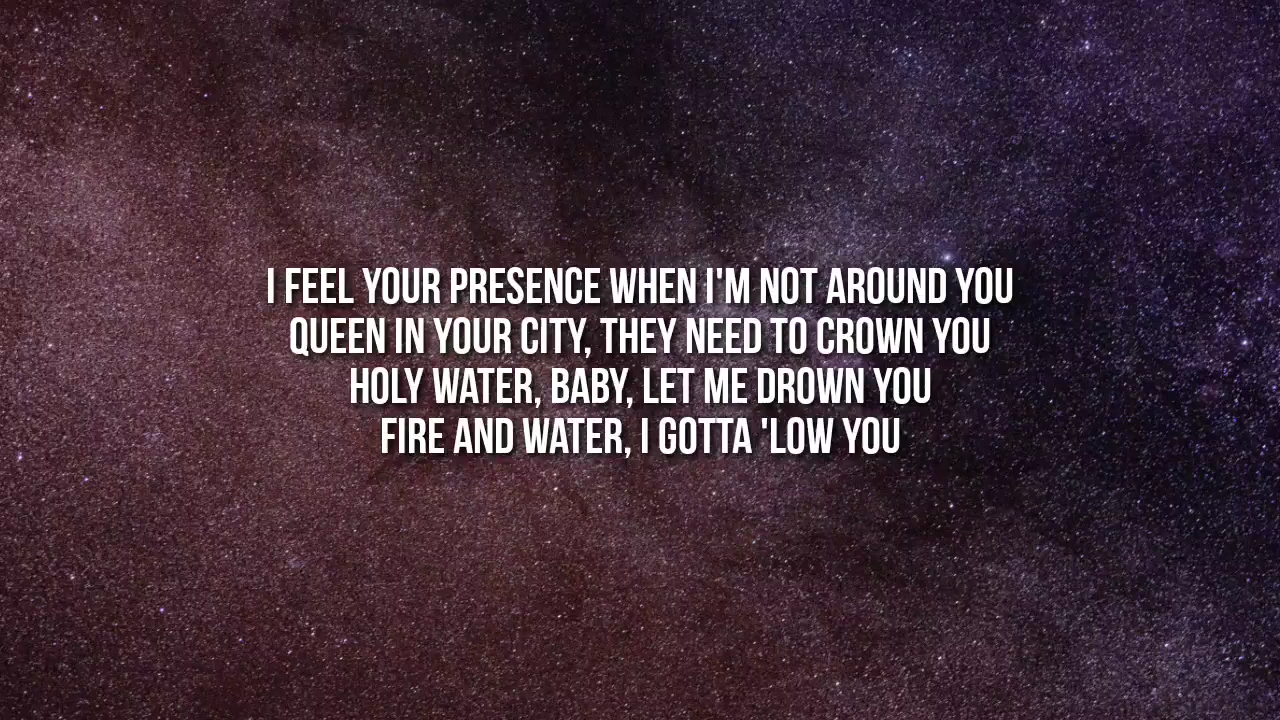 I FEEL YOUR PRESENCE WHEN I'M NOT AROUND YOU
QUEEN IN YOUR CITY, THEY NEED TO CROWN YOU
HOLY WATER, BABY, LET ME DROWN YOU
FIRE AND WATER, I GOTTA 'LOW YOU